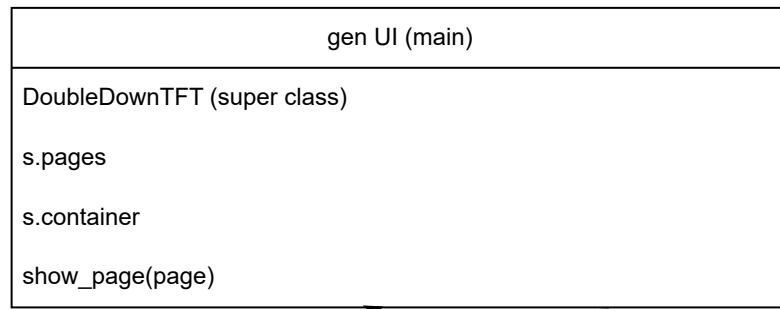 gen UI (main)
DoubleDownTFT (super class)
s.pages
s.container
show_page(page)